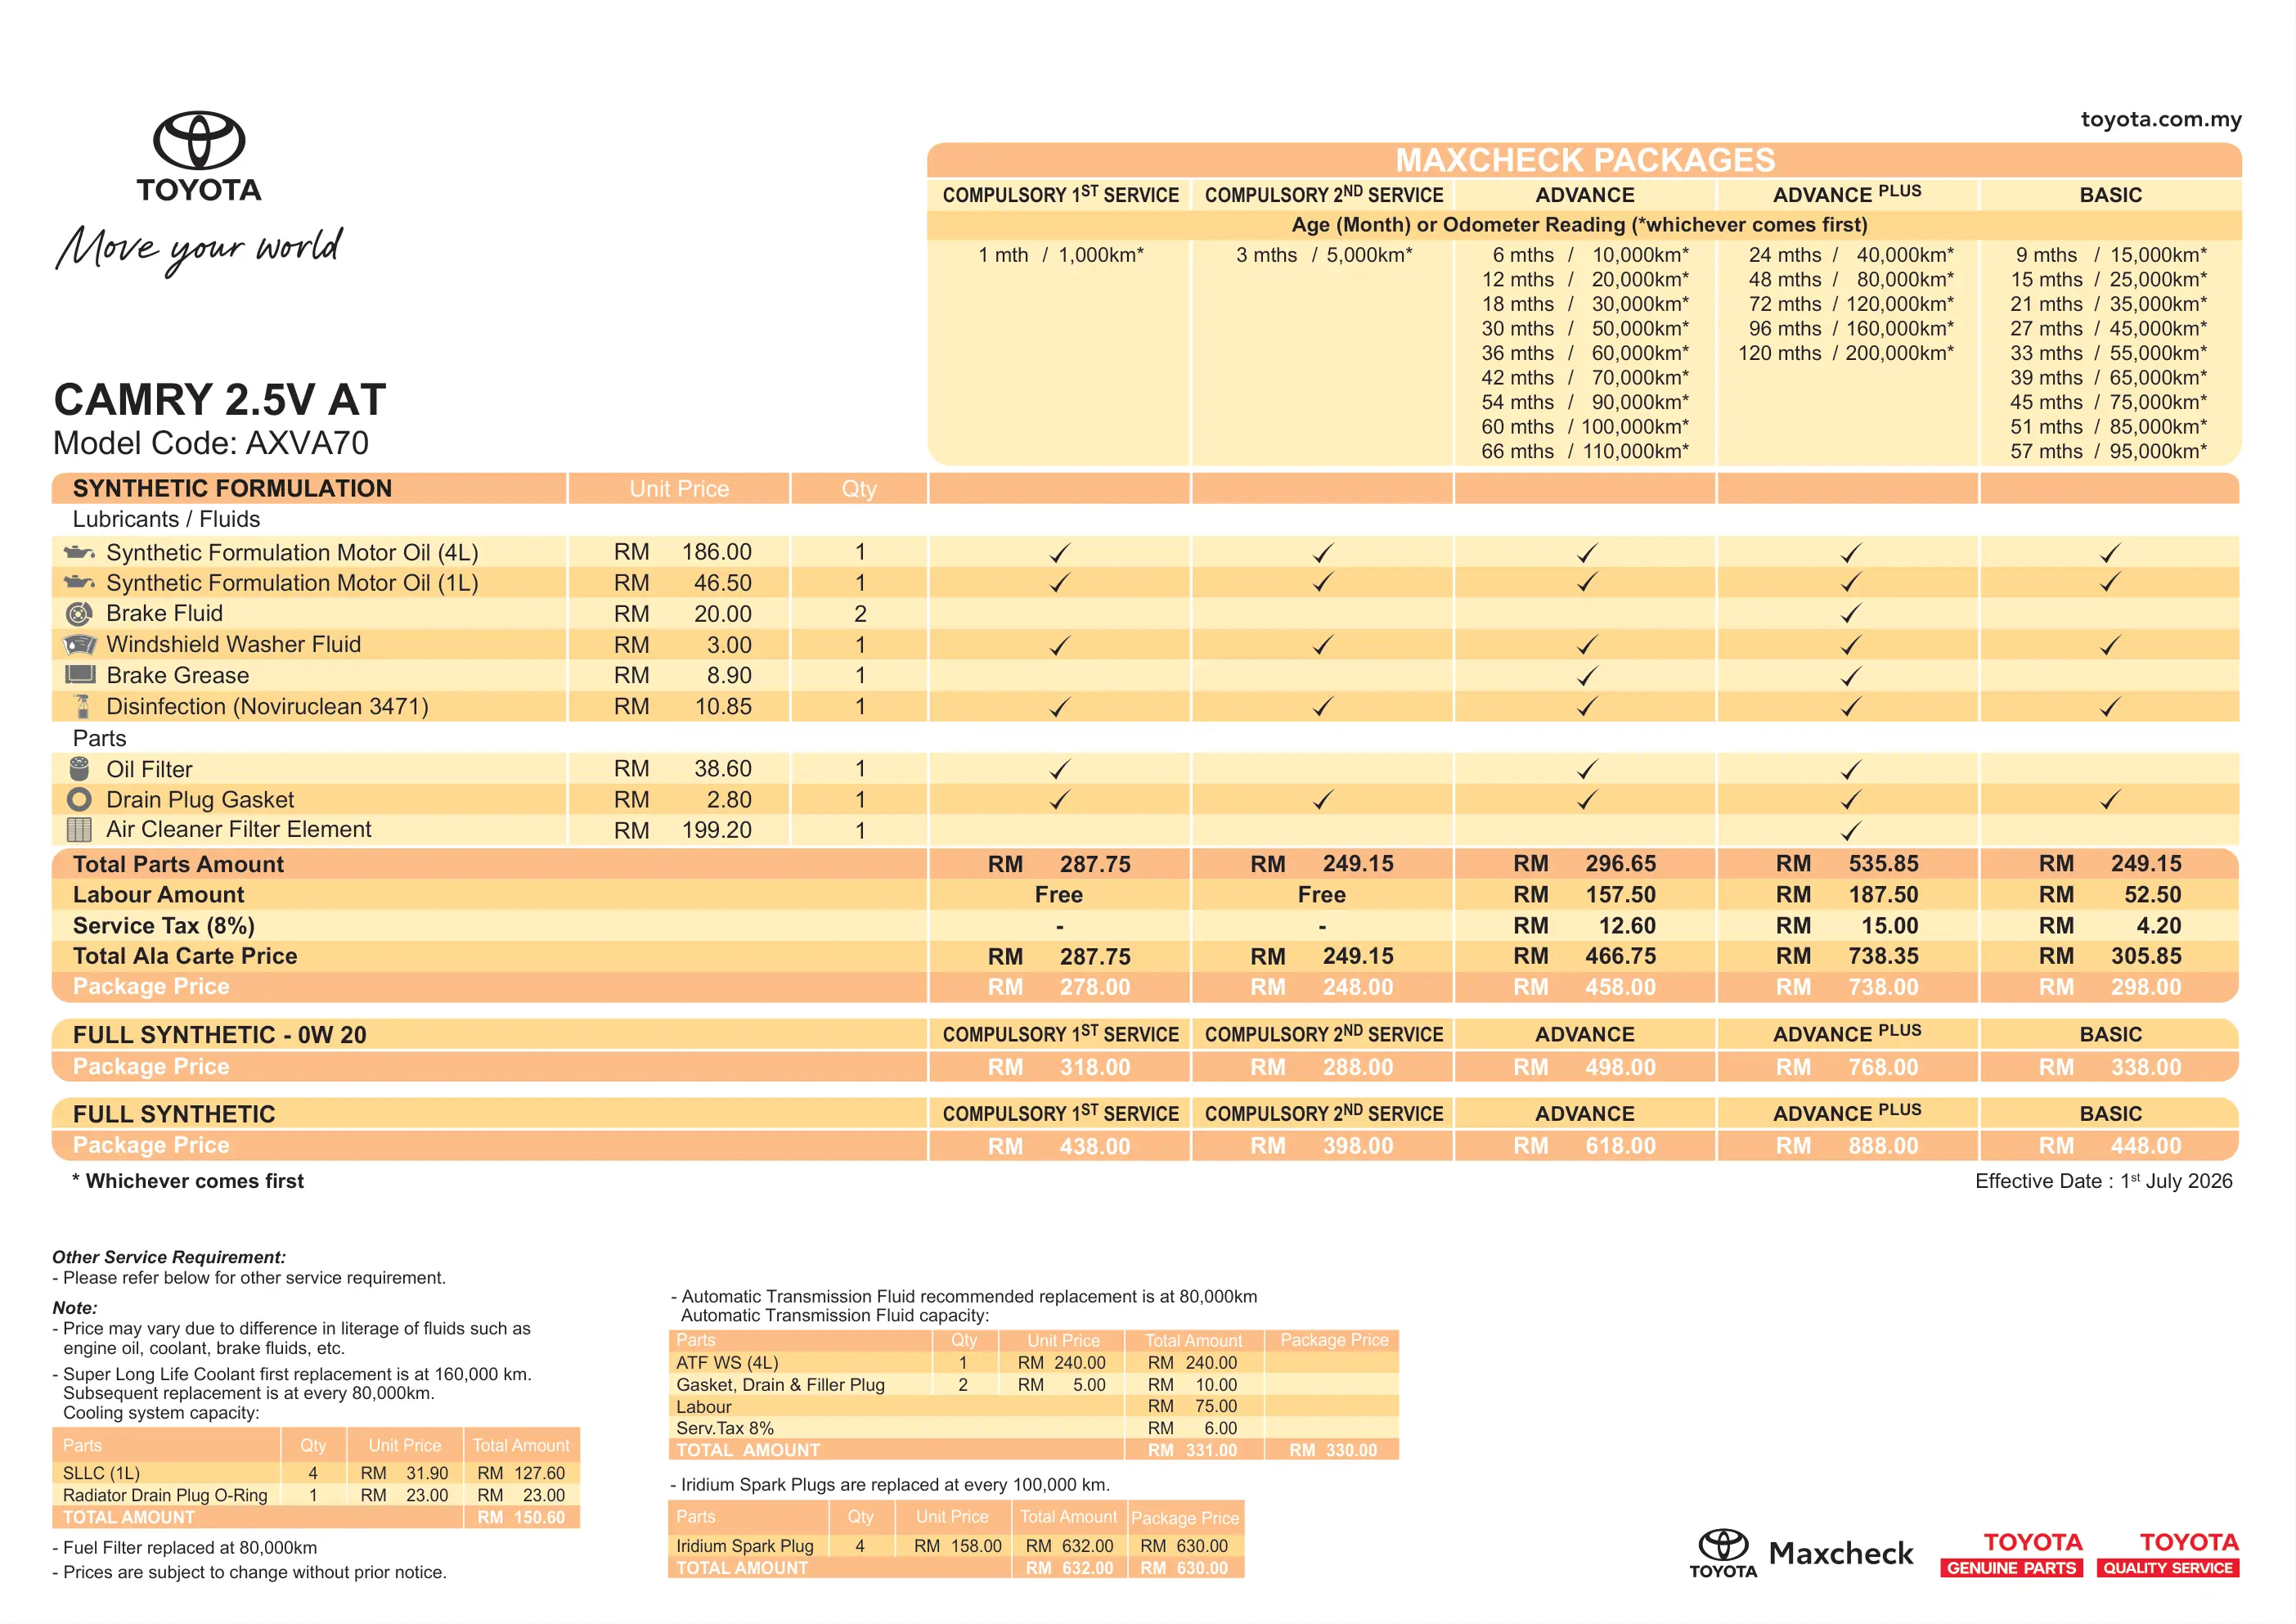 toyota.com.my
TOYOTA
Move your world
CAMRY 2.5V AT
Model Code: AXVA70
MAXCHECK PACKAGES
COMPULSORY 1ST SERVICE COMPULSORY 2ND SERVICE ADVANCE ADVANCE PLUS BASIC
Age (Month) or Odometer Reading (*whichever comes first)
1 mth / 1,000km* 3 mths / 5,000km* 6 mths / 10,000km* 24 mths / 40,000km* 9 mths / 15,000km*
12 mths / 20,000km* 48 mths / 80,000km* 15 mths / 25,000km*
18 mths / 30,000km* 72 mths / 120,000km* 21 mths / 35,000km*
30 mths / 50,000km* 96 mths / 160,000km* 27 mths / 45,000km*
36 mths / 60,000km* 120 mths / 200,000km* 33 mths / 55,000km*
42 mths / 70,000km* 39 mths / 65,000km*
54 mths / 90,000km* 45 mths / 75,000km*
60 mths / 100,000km* 51 mths / 85,000km*
66 mths / 110,000km* 57 mths / 95,000km*
SYNTHETIC FORMULATION Unit Price Qty
Lubricants / Fluids
Synthetic Formulation Motor Oil (4L) RM 186.00 1 ✓ ✓ ✓ ✓ ✓
Synthetic Formulation Motor Oil (1L) RM 46.50 1 ✓ ✓ ✓ ✓ ✓
Brake Fluid RM 20.00 2 ✓
Windshield Washer Fluid RM 3.00 1 ✓ ✓ ✓ ✓ ✓
Brake Grease RM 8.90 1 ✓ ✓
Disinfection (Noviruclean 3471) RM 10.85 1 ✓ ✓ ✓ ✓ ✓
Parts
Oil Filter RM 38.60 1 ✓ ✓ ✓
Drain Plug Gasket RM 2.80 1 ✓ ✓ ✓ ✓ ✓
Air Cleaner Filter Element RM 199.20 1 ✓
Total Parts Amount RM 287.75 RM 249.15 RM 296.65 RM 535.85 RM 249.15
Labour Amount Free Free RM 157.50 RM 187.50 RM 52.50
Service Tax (8%) - - RM 12.60 RM 15.00 RM 4.20
Total Ala Carte Price RM 287.75 RM 249.15 RM 466.75 RM 738.35 RM 305.85
Package Price RM 278.00 RM 248.00 RM 458.00 RM 738.00 RM 298.00
FULL SYNTHETIC - 0W 20 COMPULSORY 1ST SERVICE COMPULSORY 2ND SERVICE ADVANCE ADVANCE PLUS BASIC
Package Price RM 318.00 RM 288.00 RM 498.00 RM 768.00 RM 338.00
FULL SYNTHETIC COMPULSORY 1ST SERVICE COMPULSORY 2ND SERVICE ADVANCE ADVANCE PLUS BASIC
Package Price RM 438.00 RM 398.00 RM 618.00 RM 888.00 RM 448.00
* Whichever comes first
Effective Date : 1st July 2026
Other Service Requirement:
- Please refer below for other service requirement.
Note:
- Price may vary due to difference in literage of fluids such as
engine oil, coolant, brake fluids, etc.
- Super Long Life Coolant first replacement is at 160,000 km.
Subsequent replacement is at every 80,000km.
Cooling system capacity:
Parts Qty Unit Price Total Amount
SLLC (1L) 4 RM 31.90 RM 127.60
Radiator Drain Plug O-Ring 1 RM 23.00 RM 23.00
TOTAL AMOUNT RM 150.60
- Fuel Filter replaced at 80,000km
- Prices are subject to change without prior notice.
- Automatic Transmission Fluid recommended replacement is at 80,000km
Automatic Transmission Fluid capacity:
Parts Qty Unit Price Total Amount Package Price
ATF WS (4L) 1 RM 240.00 RM 240.00
Gasket, Drain & Filler Plug 2 RM 5.00 RM 10.00
Labour RM 75.00
Serv.Tax 8% RM 6.00
TOTAL AMOUNT RM 331.00 RM 330.00
- Iridium Spark Plugs are replaced at every 100,000 km.
Parts Qty Unit Price Total Amount Package Price
Iridium Spark Plug 4 RM 158.00 RM 632.00 RM 630.00
TOTAL AMOUNT RM 632.00 RM 630.00
TOYOTA
Maxcheck
TOYOTA
GENUINE PARTS
TOYOTA
QUALITY SERVICE